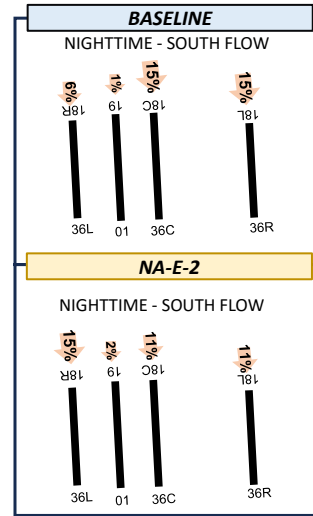 BASELINE
NIGHTTIME - SOUTH FLOW
6% 1% 15% 15%
18R 19 18C 18L
36L 01 36C 36R
NA-E-2
NIGHTTIME - SOUTH FLOW
15% 2% 11% 11%
18R 19 18C 18L
36L 01 36C 36R